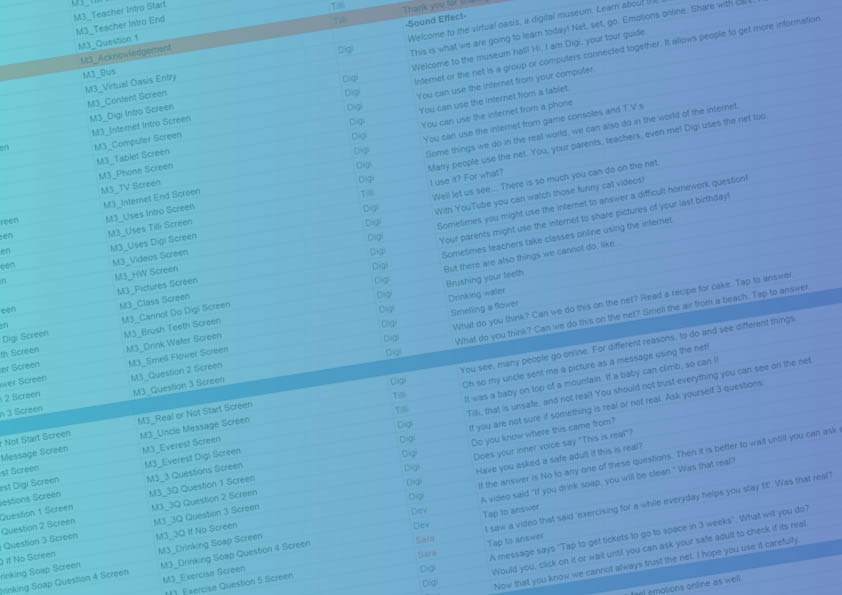 M3_Teacher Intro Start
M3_Teacher Intro End
M3_Question 1
M3_Acknowledgement
M3_Bus
M3_Virtual Oasis Entry
M3_Content Screen
M3_Digi Intro Screen
M3_Internet Intro Screen
M3_Computer Screen
M3_Tablet Screen
M3_Phone Screen
M3_TV Screen
M3_Internet End Screen
M3_Uses Intro Screen
M3_Uses Tilli Screen
M3_Uses Digi Screen
M3_Videos Screen
M3_HW Screen
M3_Pictures Screen
M3_Class Screen
M3_Cannot Do Digi Screen
M3_Brush Teeth Screen
M3_Drink Water Screen
M3_Smell Flower Screen
M3_Question 2 Screen
M3_Question 3 Screen
M3_Real or Not Start Screen
M3_Uncle Message Screen
M3_Everest Screen
M3_Everest Digi Screen
M3_3 Questions Screen
M3_3Q Question 1 Screen
M3_3Q Question 2 Screen
M3_3Q Question 3 Screen
M3_3Q If No Screen
M3_Drinking Soap Screen
M3_Drinking Soap Question 4 Screen
M3_Exercise Screen
M3_Exercise Question 5 Screen
Tilli
Tilli
Digi
Digi
Digi
Digi
Digi
Digi
Digi
Digi
Tilli
Digi
Digi
Digi
Digi
Digi
Digi
Digi
Digi
Digi
Digi
Digi
Tilli
Tilli
Digi
Digi
Digi
Digi
Digi
Digi
Dev
Dev
Sara
Sara
Digi
Digi
Thank you for
-Sound Effect-
Welcome to the virtual oasis, a digital museum. Learn about the
This is what we are going to learn today! Net, set, go. Emotions online. Share with care.
Welcome to the museum hall! Hi, I am Digi, your tour guide.
Internet or the net is a group or computers connected together. It allows people to get more information.
You can use the internet from your computer.
You can use the internet from a tablet.
You can use the internet from a phone
You can use the internet from game consoles and T.V.s
Some things we do in the real world, we can also do in the world of the internet.
Many people use the net. You, your parents, teachers, even me! Digi uses the net too.
I use it? For what?
Well let us see... There is so much you can do on the net.
With YouTube you can watch those funny cat videos!
Sometimes you might use the internet to answer a difficult homework question!
Your parents might use the internet to share pictures of your last birthday!
Sometimes teachers take classes online using the internet.
But there are also things we cannot do, like.
Brushing your teeth
Drinking water
Smelling a flower
What do you think? Can we do this on the net? Read a recipe for cake. Tap to answer.
What do you think? Can we do this on the net? Smell the air from a beach. Tap to answer.
You see, many people go online. For different reasons, to do and see different things.
Oh so my uncle sent me a picture as a message using the net!
It was a baby on top of a mountain. If a baby can climb, so can I!
Tilli, that is unsafe, and not real! You should not trust everything you can see on the net.
If you are not sure if something is real or not real. Ask yourself 3 questions:
Do you know where this came from?
Does your inner voice say "This is real"?
Have you asked a safe adult if this is real?
If the answer is No to any one of these questions. Then it is better to wait untill you can ask
A video said "If you drink soap, you will be clean." Was that real?
Tap to answer
I saw a video that said 'exercising for a while everyday helps you stay fit'. Was that real?
Tap to answer
A message says "Tap to get tickets to go to space in 3 weeks". What will you do?
Would you, click on it or wait until you can ask your safe adult to check if its real.
Now that you know we cannot always trust the net. I hope you use it carefully.
feel emotions online as well.